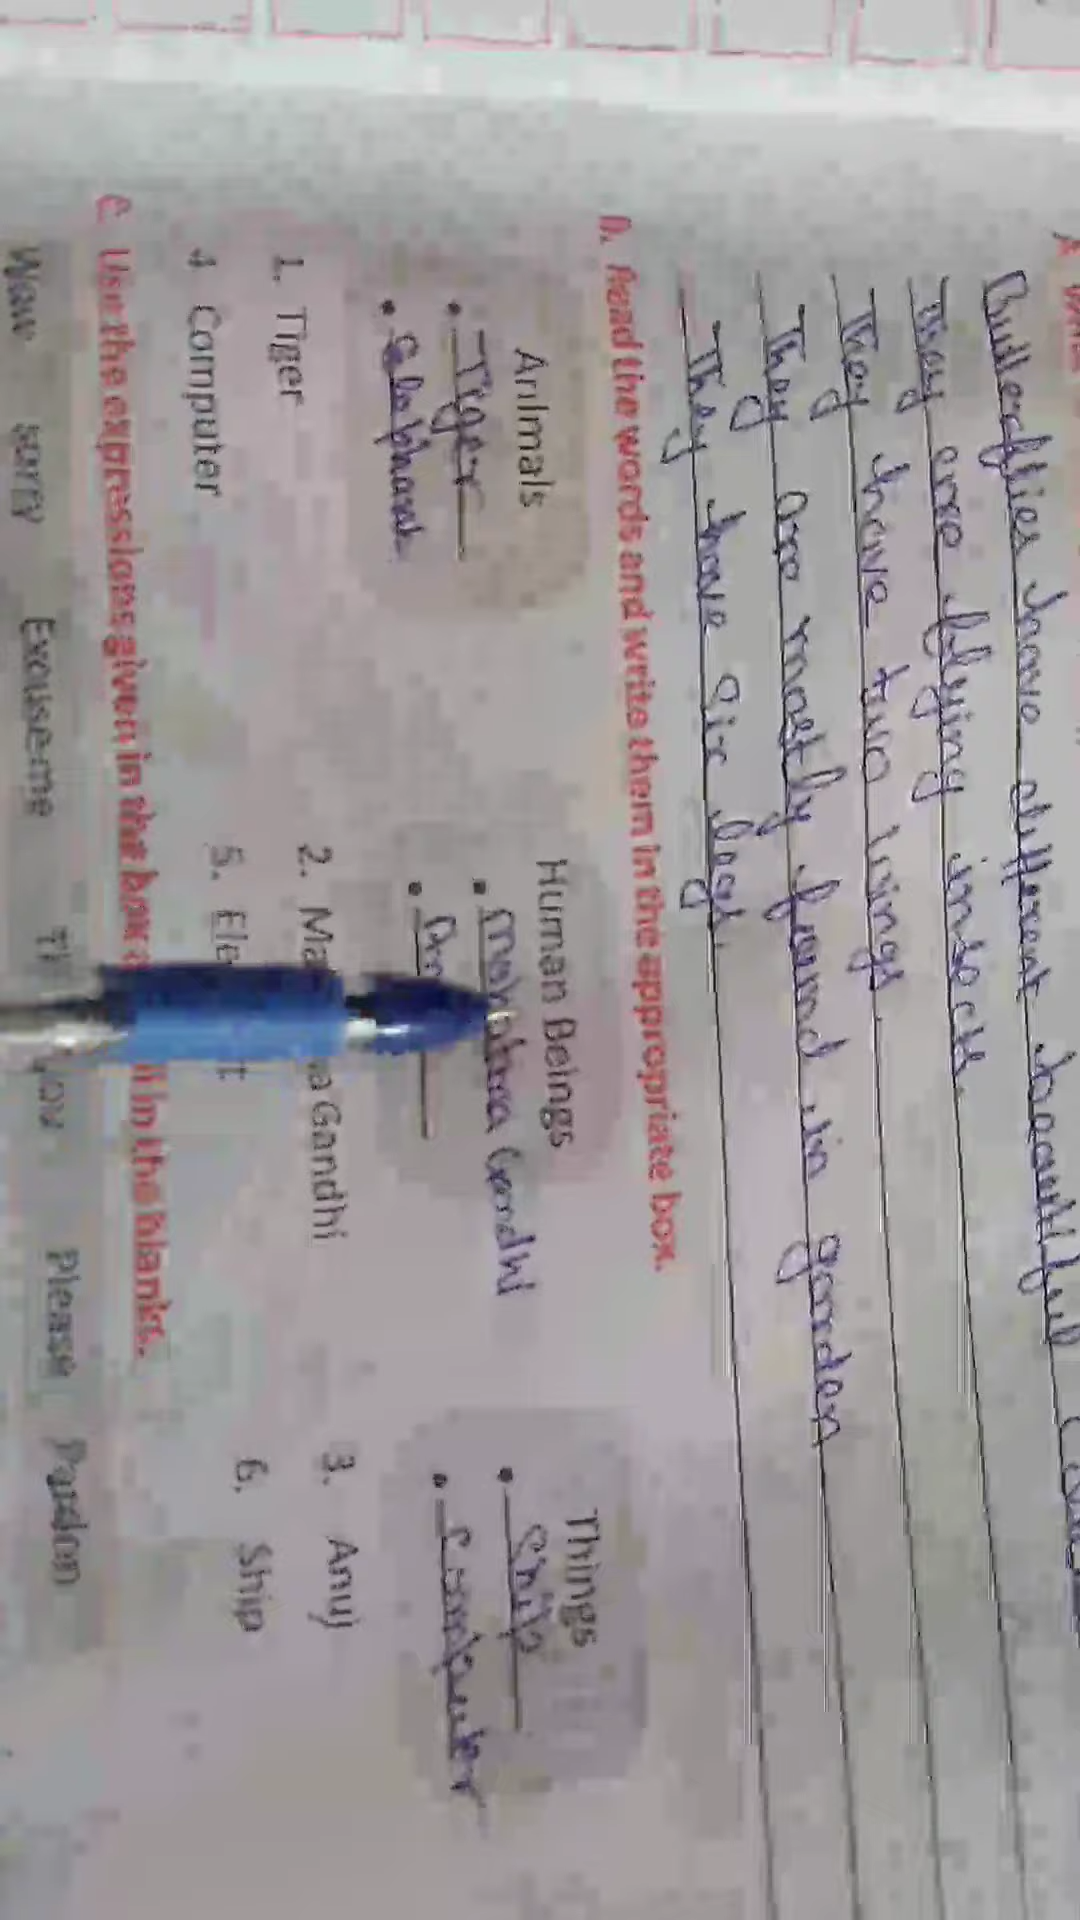 A.
Butterflies have different beautiful
They are flying insects.
They have two wings.
They are mostly found in garden
They have Six legs.
B. Read the words and write them in the appropriate box.
Animals Human Beings Things
• Tiger • Mahatma Gandhi • Ship
• Elephant • • Computer
1. Tiger 2. Gandhi 3. Anuj
4. Computer 5. 6. Ship
C. Use the expressions given in the box in the blanks.
sorry Excuse me Please Pardon